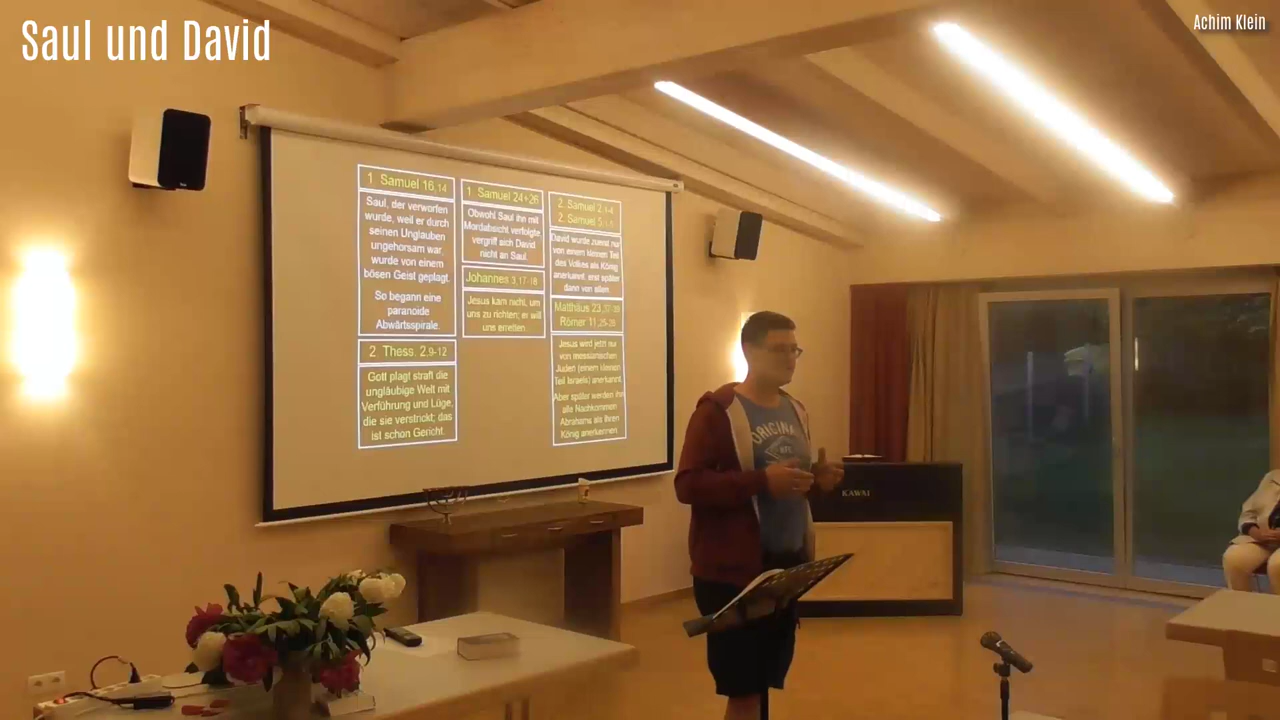 Saul und David
Achim Klein
1. Samuel 16,14
Saul, der verworfen
wurde, weil er durch
seinen Unglauben
ungehorsam war,
wurde von einem
bösen Geist geplagt.
So begann eine
paranoide
Abwärtsspirale.
2. Thess. 2,9-12
Gott plagt straft die
ungläubige Welt mit
Verführung und Lüge,
die sie verstrickt; das
ist schon Gericht.
1. Samuel 24+26
Obwohl Saul ihn mit
Mordabsicht verfolgte,
vergriff sich David
nicht an Saul.
Johannes 3,17-18
Jesus kam nicht, um
uns zu richten; er will
uns erretten.
2. Samuel 2,1-4
2. Samuel 5,1-
David wurde zuerst nur
von einem kleinen Teil
des Volkes als König
anerkannt, erst später
dann von allen.
Matthäus 23,37-39
Römer 11,25-26
Jesus wird jetzt nur
von messianischen
Juden (einem kleinen
Teil Israels) anerkannt.
Aber später werden ihn
alle Nachkommen
Abrahams als ihren
König anerkennen.
ORIGINA
KAWAI